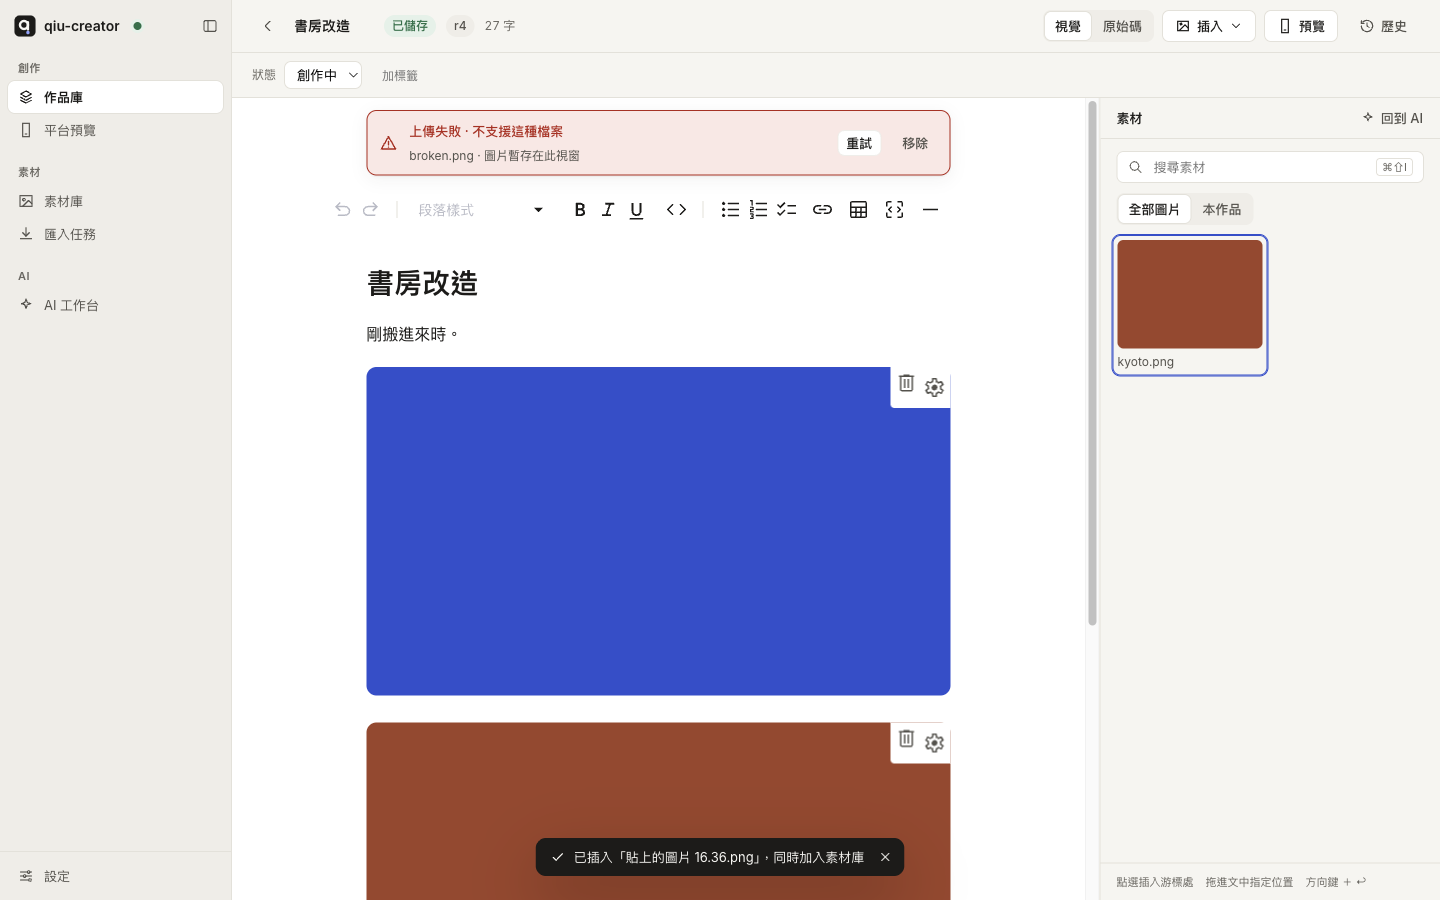 qiu-creator
創作
作品庫
平台預覽
素材
素材庫
匯入任務
AI
AI 工作台
設定
書房改造
已儲存
r4
27 字
視覺
原始碼
插入
預覽
歷史
狀態
創作中
加標籤
上傳失敗 · 不支援這種檔案
broken.png · 圖片暫存在此視窗
重試
移除
段落樣式
書房改造
剛搬進來時。
已插入「貼上的圖片 16.36.png」，同時加入素材庫
素材
回到 AI
搜尋素材
⌘⇧I
全部圖片
本作品
kyoto.png
點選插入游標處 拖進文中指定位置 方向鍵 + ↩